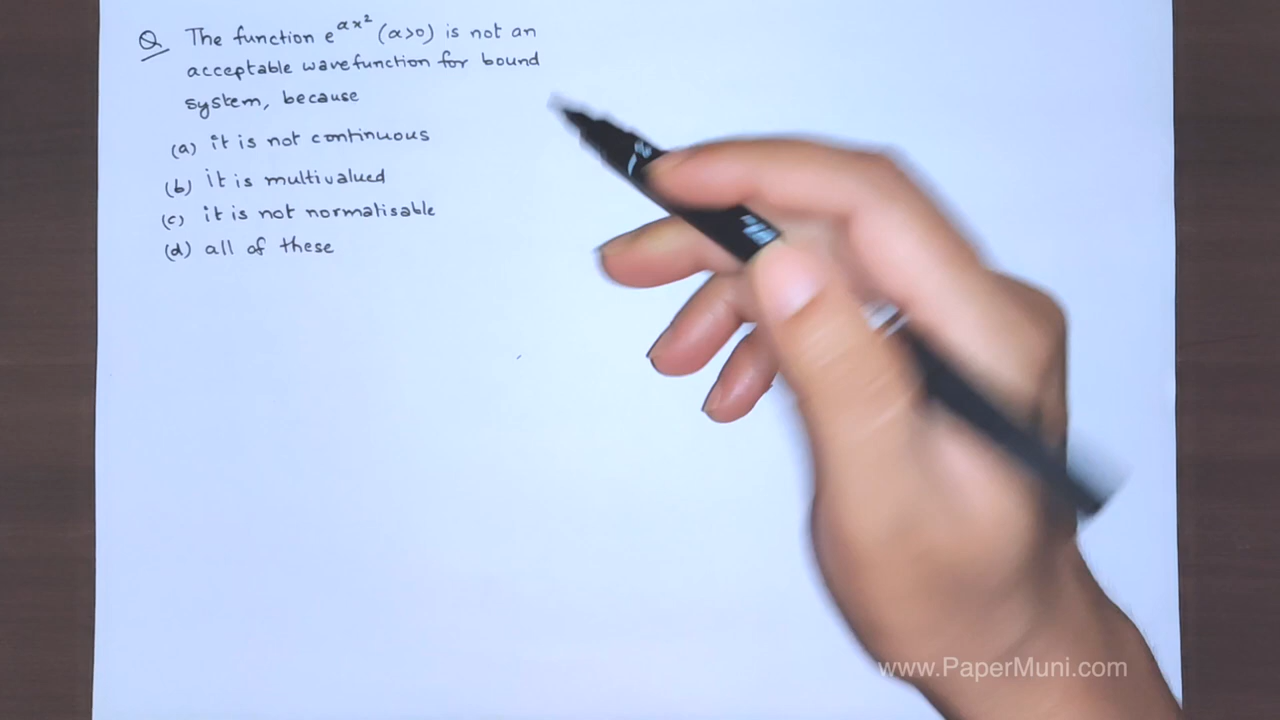 Q The function e^αx² (α>0) is not an
acceptable wavefunction for bound
system, because
(a) it is not continuous
(b) it is multivalued
(c) it is not normatisable
(d) all of these
www.PaperMuni.com